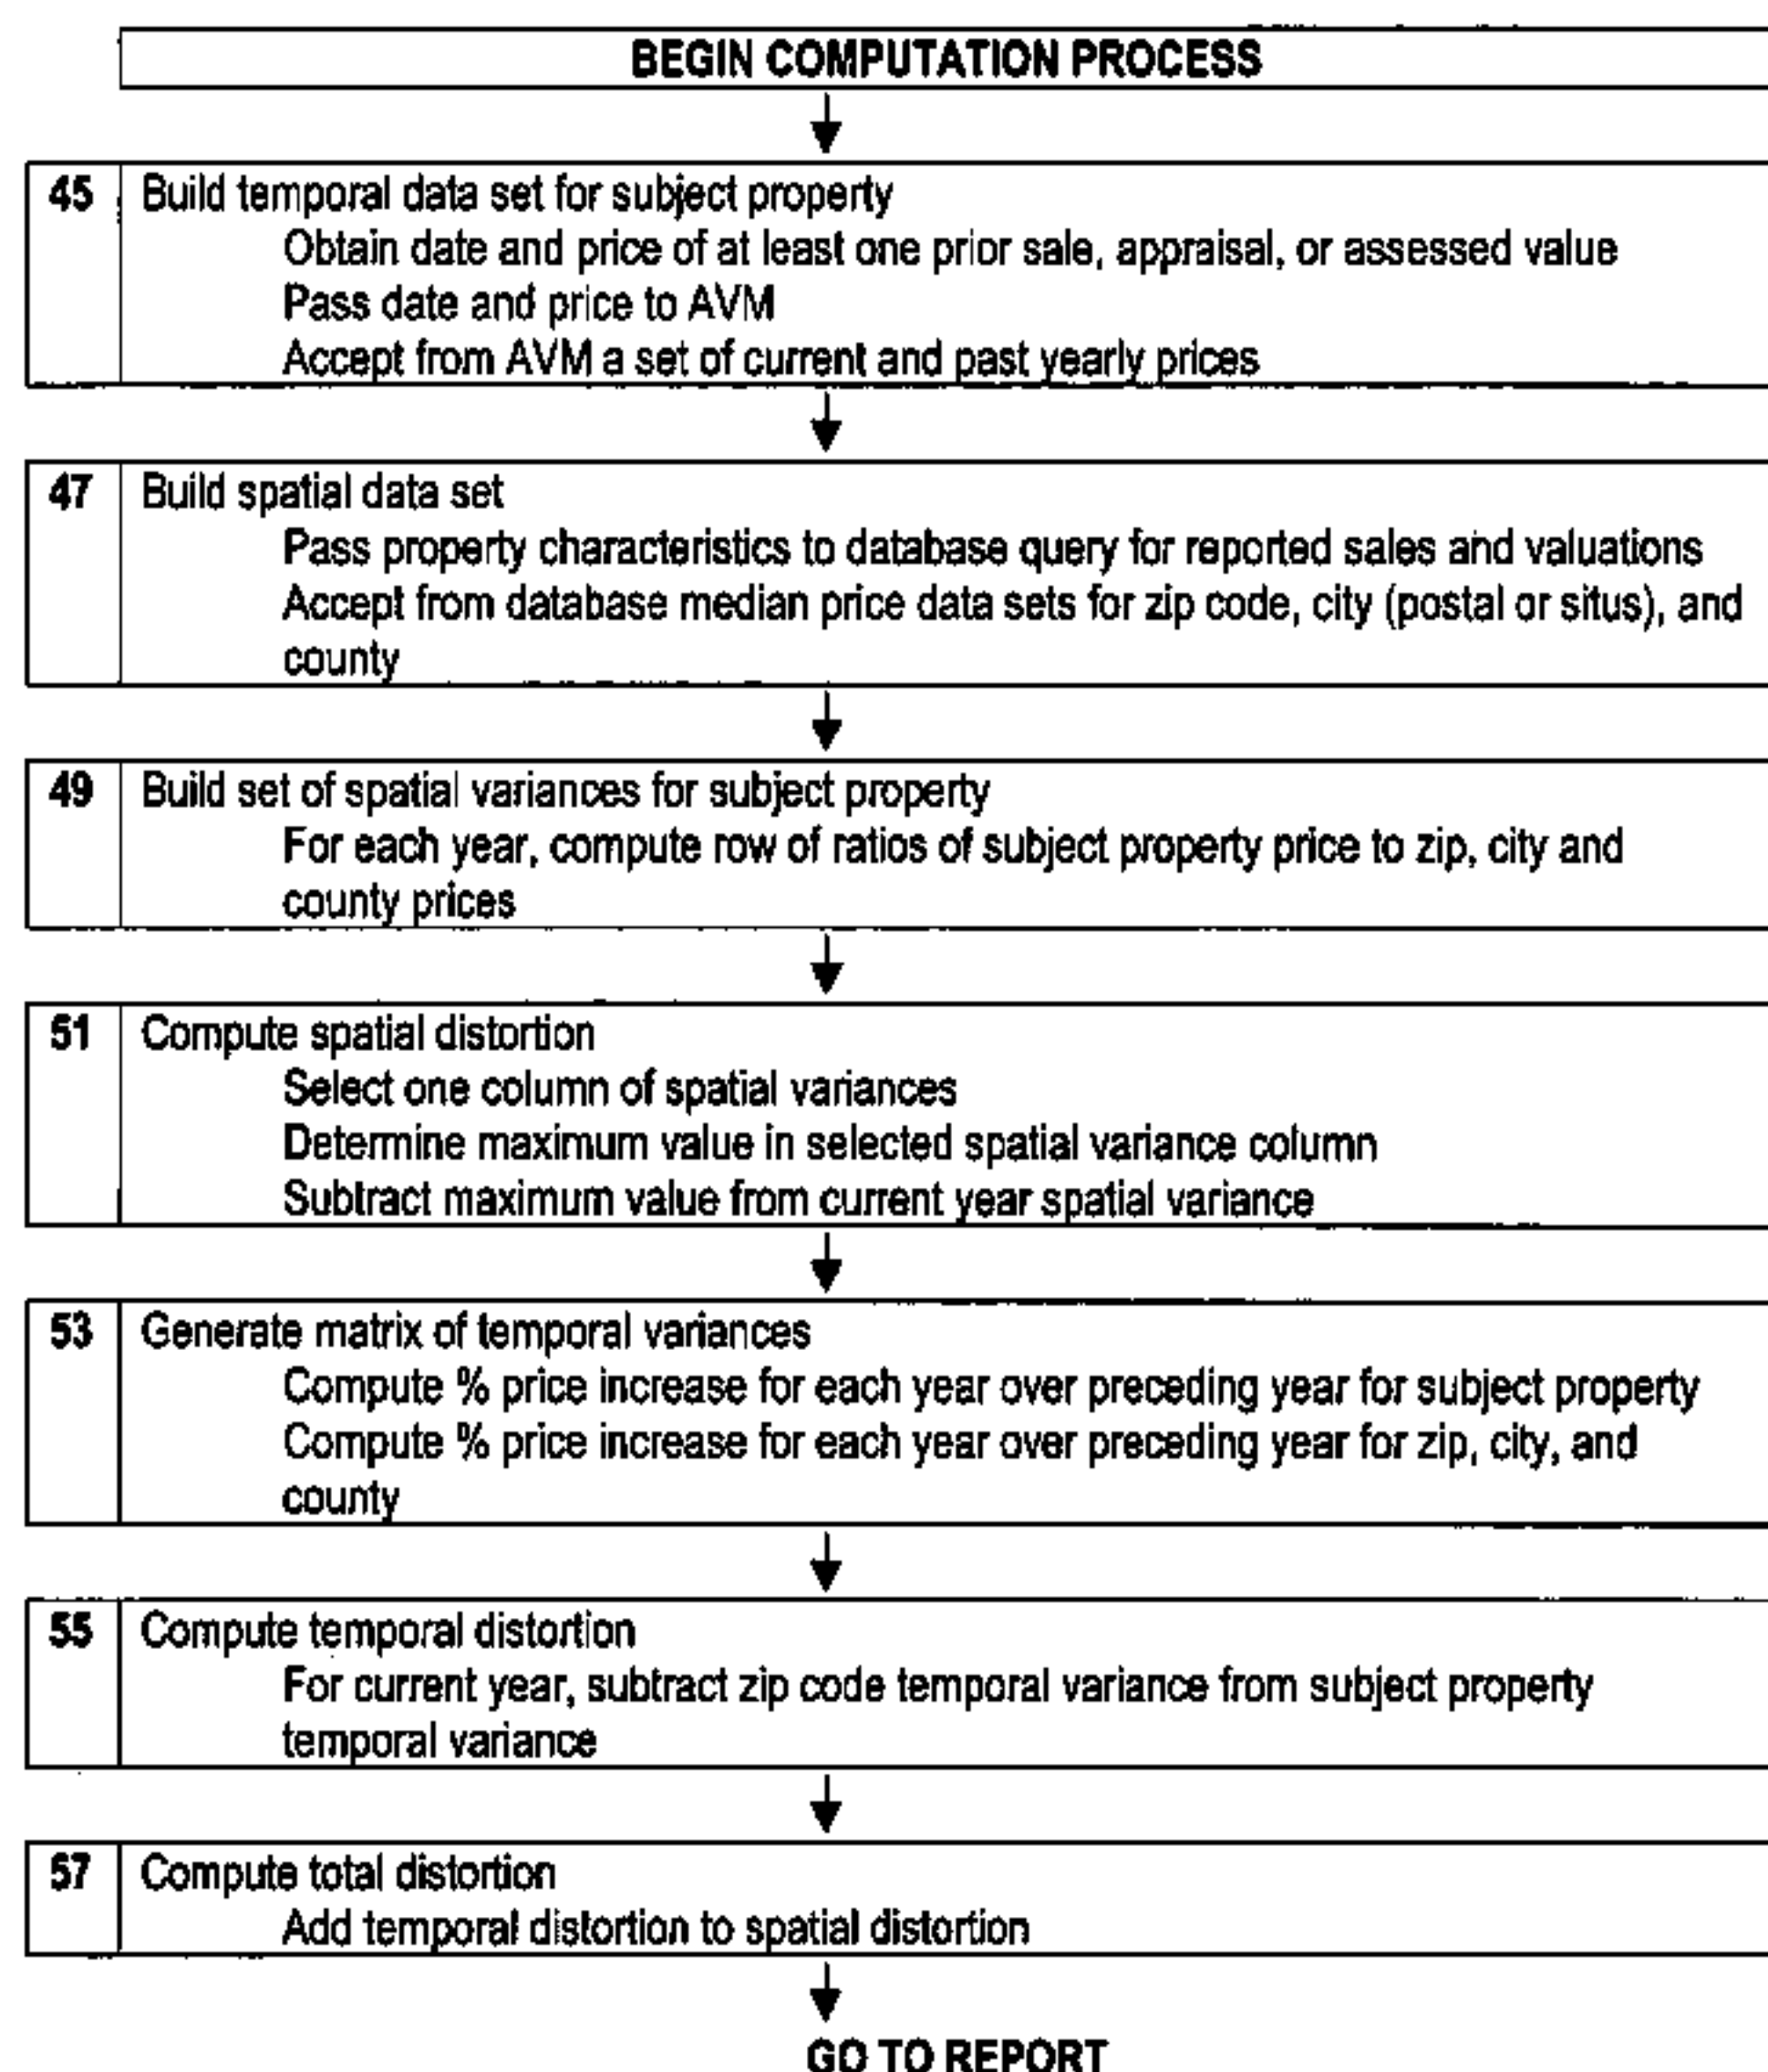 BEGIN COMPUTATION PROCESS
45 Build temporal data set for subject property
Obtain date and price of at least one prior sale, appraisal, or assessed value
Pass date and price to AVM
Accept from AVM a set of current and past yearly prices
47 Build spatial data set
Pass property characteristics to database query for reported sales and valuations
Accept from database median price data sets for zip code, city (postal or situs), and
county
49 Build set of spatial variances for subject property
For each year, compute row of ratios of subject property price to zip, city and
county prices
51 Compute spatial distortion
Select one column of spatial variances
Determine maximum value in selected spatial variance column
Subtract maximum value from current year spatial variance
53 Generate matrix of temporal variances
Compute % price increase for each year over preceding year for subject property
Compute % price increase for each year over preceding year for zip, city, and
county
55 Compute temporal distortion
For current year, subtract zip code temporal variance from subject property
temporal variance
57 Compute total distortion
Add temporal distortion to spatial distortion
GO TO REPORT